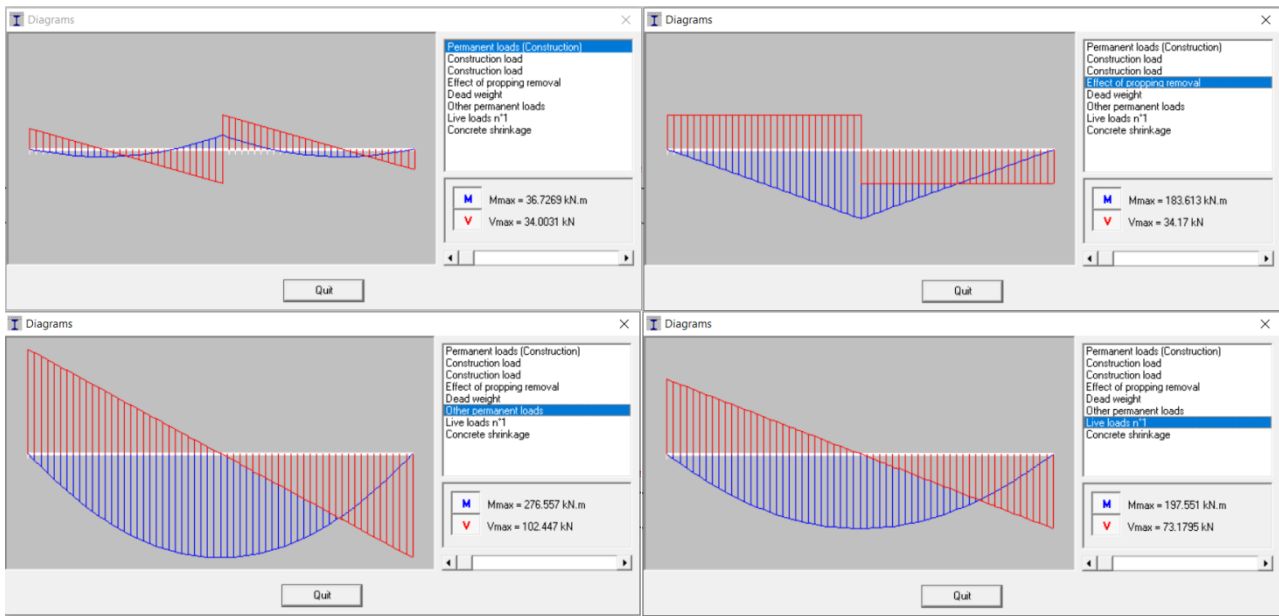 Diagrams
Permanent loads (Construction)
Construction load
Construction load
Effect of propping removal
Dead weight
Other permanent loads
Live loads n°1
Concrete shrinkage
M Mmax = 36.7269 kN.m
V Vmax = 34.0031 kN
Quit
Diagrams
Permanent loads (Construction)
Construction load
Construction load
Effect of propping removal
Dead weight
Other permanent loads
Live loads n°1
Concrete shrinkage
M Mmax = 183.613 kN.m
V Vmax = 34.17 kN
Quit
Diagrams
Permanent loads (Construction)
Construction load
Construction load
Effect of propping removal
Dead weight
Other permanent loads
Live loads n°1
Concrete shrinkage
M Mmax = 276.557 kN.m
V Vmax = 102.447 kN
Quit
Diagrams
Permanent loads (Construction)
Construction load
Construction load
Effect of propping removal
Dead weight
Other permanent loads
Live loads n°1
Concrete shrinkage
M Mmax = 197.551 kN.m
V Vmax = 73.1795 kN
Quit